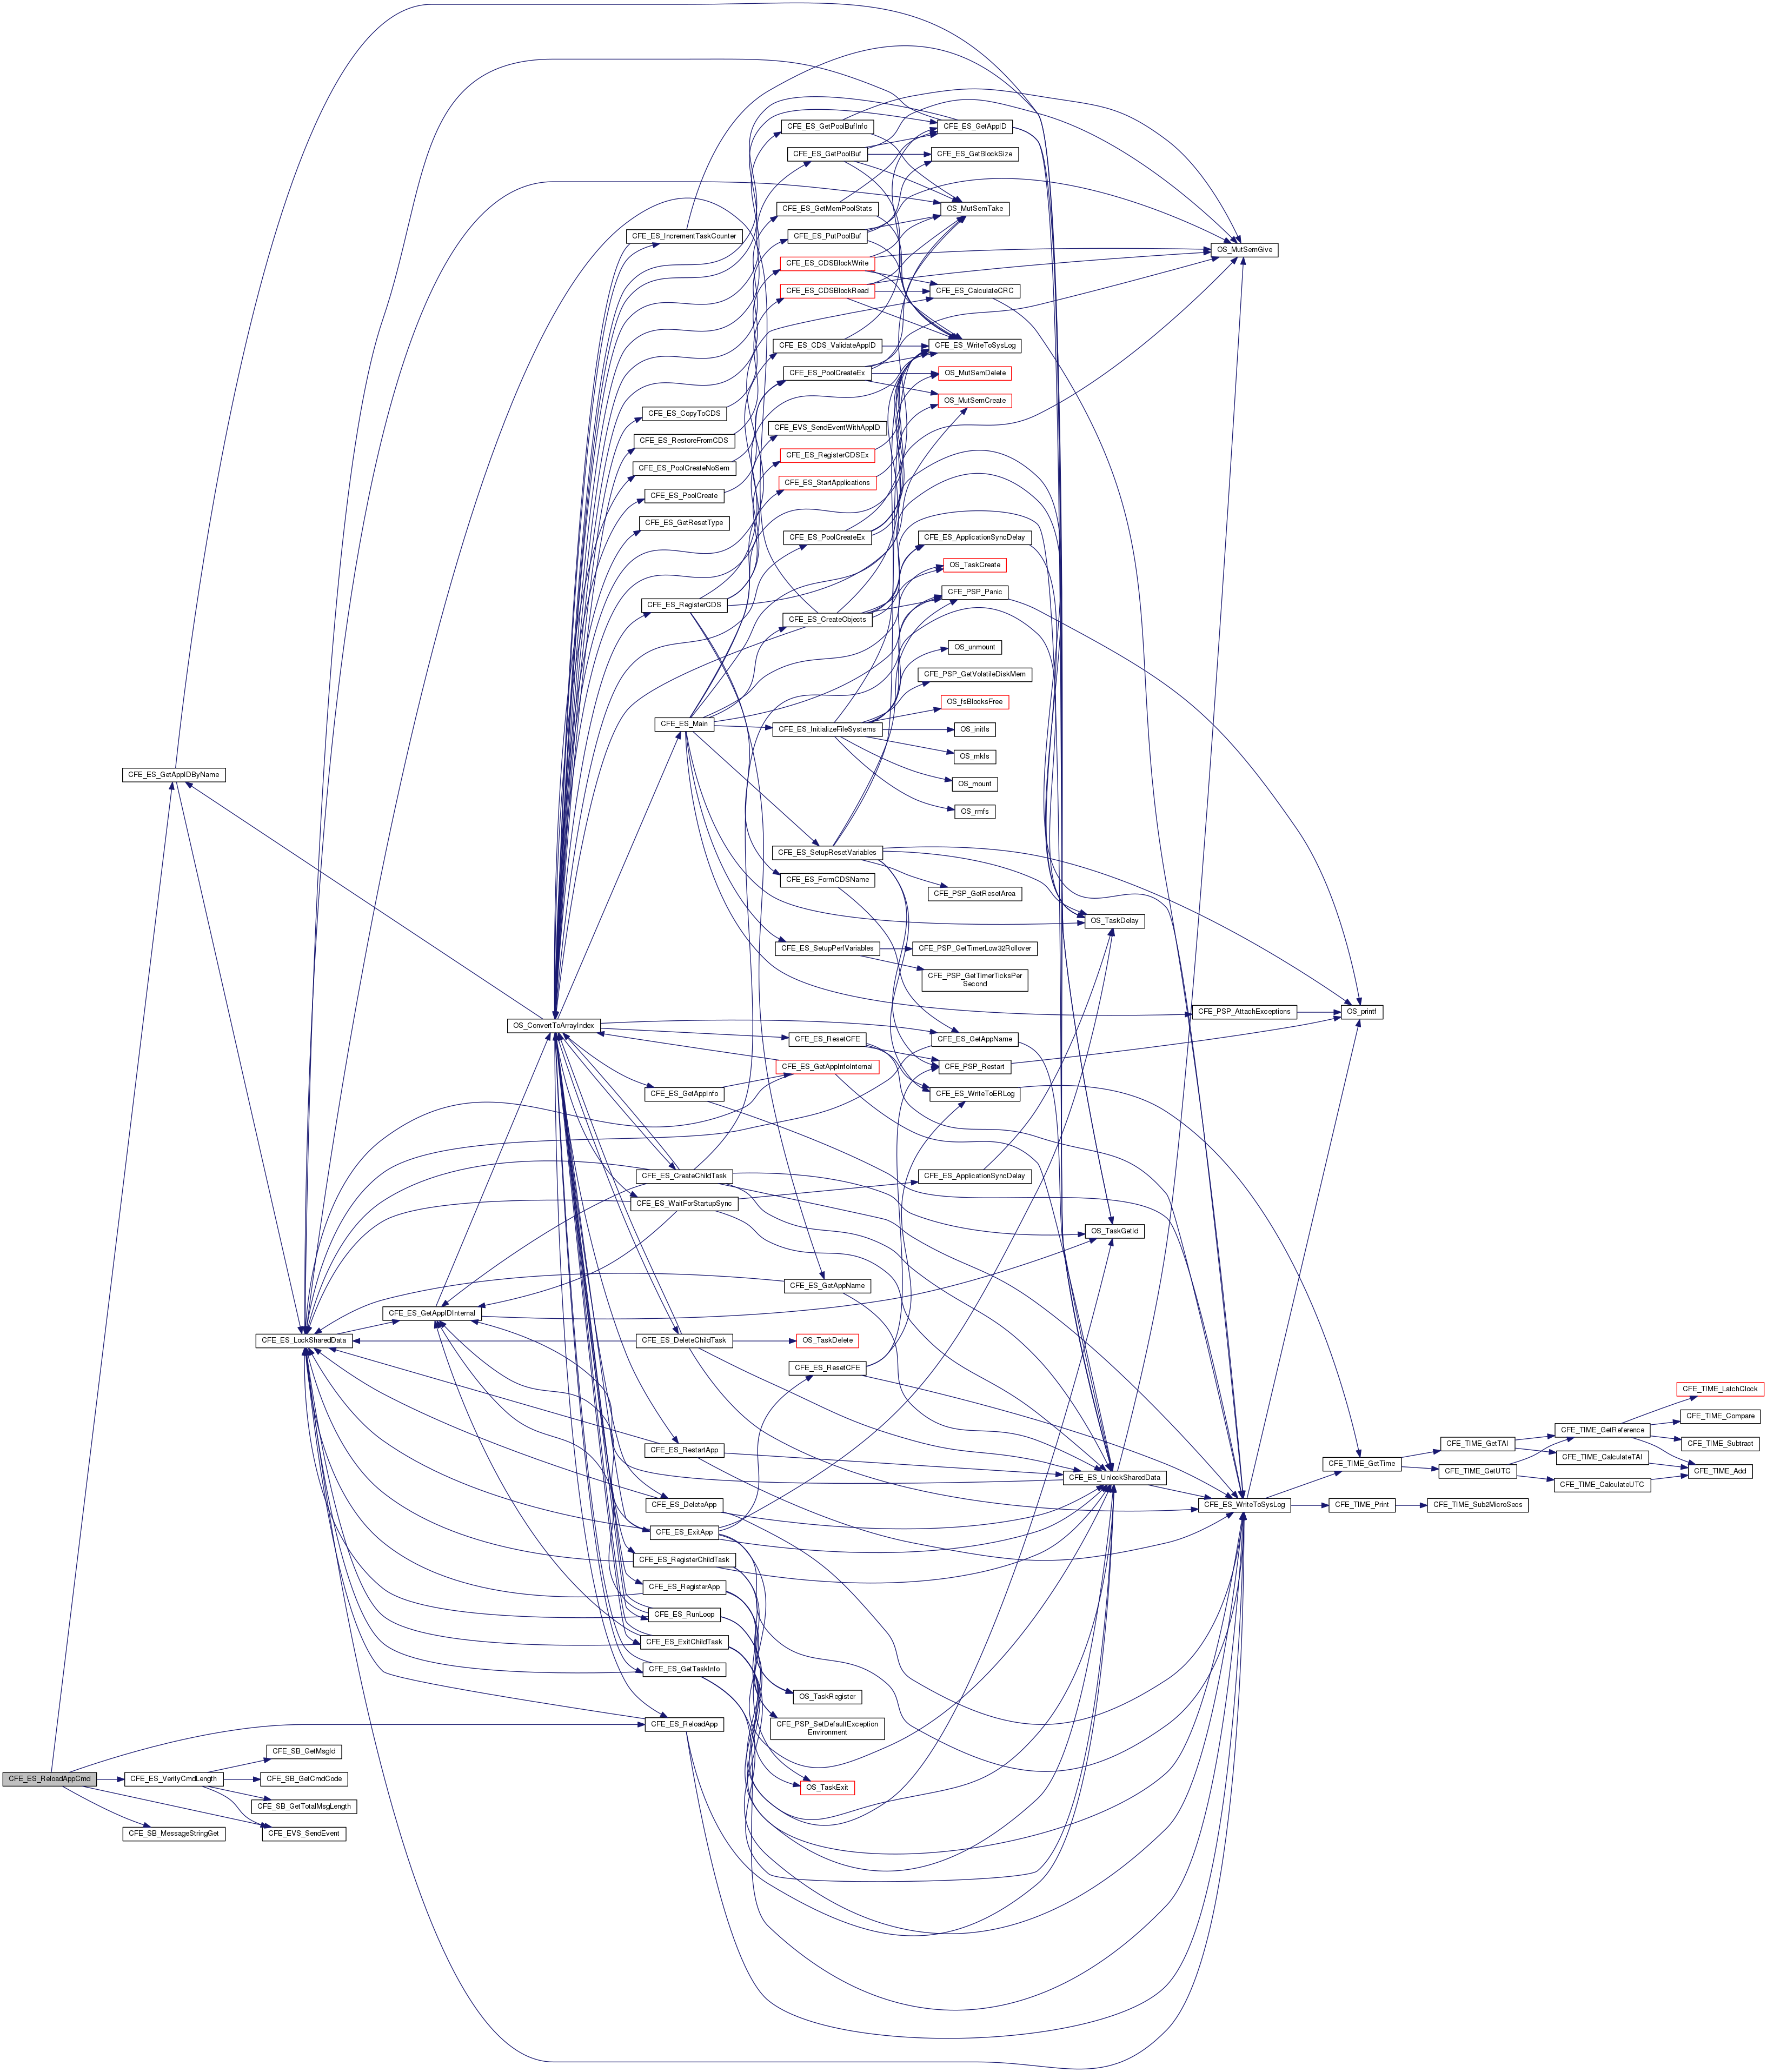 CFE_ES_GetPoolBufInfo
CFE_ES_GetAppID
CFE_ES_GetPoolBuf
CFE_ES_GetBlockSize
CFE_ES_GetMemPoolStats
OS_MutSemTake
CFE_ES_IncrementTaskCounter
CFE_ES_PutPoolBuf
OS_MutSemGive
CFE_ES_CDSBlockWrite
CFE_ES_CDSBlockRead
CFE_ES_CalculateCRC
CFE_ES_CDS_ValidateAppID
CFE_ES_WriteToSysLog
CFE_ES_PoolCreateEx
OS_MutSemDelete
OS_MutSemCreate
CFE_ES_CopyToCDS
CFE_EVS_SendEventWithAppID
CFE_ES_RestoreFromCDS
CFE_ES_RegisterCDSEx
CFE_ES_PoolCreateNoSem
CFE_ES_StartApplications
CFE_ES_PoolCreate
CFE_ES_GetResetType
CFE_ES_PoolCreateEx
CFE_ES_ApplicationSyncDelay
OS_TaskCreate
CFE_PSP_Panic
CFE_ES_RegisterCDS
CFE_ES_CreateObjects
OS_unmount
CFE_PSP_GetVolatileDiskMem
OS_fsBlocksFree
CFE_ES_Main
CFE_ES_InitializeFileSystems
OS_initfs
OS_mkfs
CFE_ES_GetAppIDByName
OS_mount
OS_rmfs
CFE_ES_SetupResetVariables
CFE_ES_FormCDSName
CFE_PSP_GetResetArea
OS_TaskDelay
CFE_ES_SetupPerfVariables
CFE_PSP_GetTimerLow32Rollover
CFE_PSP_GetTimerTicksPer
Second
CFE_PSP_AttachExceptions
OS_printf
OS_ConvertToArrayIndex
CFE_ES_ResetCFE
CFE_ES_GetAppName
CFE_ES_GetAppInfoInternal
CFE_PSP_Restart
CFE_ES_GetAppInfo
CFE_ES_WriteToERLog
CFE_ES_CreateChildTask
CFE_ES_ApplicationSyncDelay
CFE_ES_WaitForStartupSync
OS_TaskGetId
CFE_ES_GetAppName
CFE_ES_GetAppIDInternal
CFE_ES_LockSharedData
CFE_ES_DeleteChildTask
OS_TaskDelete
CFE_ES_ResetCFE
CFE_TIME_LatchClock
CFE_TIME_Compare
CFE_TIME_GetReference
CFE_TIME_GetTAI
CFE_TIME_Subtract
CFE_ES_RestartApp
CFE_TIME_CalculateTAI
CFE_TIME_GetTime
CFE_TIME_GetUTC
CFE_TIME_Add
CFE_ES_UnlockSharedData
CFE_TIME_CalculateUTC
CFE_ES_DeleteApp
CFE_ES_WriteToSysLog
CFE_TIME_Print
CFE_TIME_Sub2MicroSecs
CFE_ES_ExitApp
CFE_ES_RegisterChildTask
CFE_ES_RegisterApp
CFE_ES_RunLoop
CFE_ES_ExitChildTask
CFE_ES_GetTaskInfo
OS_TaskRegister
CFE_ES_ReloadApp
CFE_PSP_SetDefaultException
Environment
CFE_SB_GetMsgId
CFE_ES_ReloadAppCmd
CFE_ES_VerifyCmdLength
CFE_SB_GetCmdCode
OS_TaskExit
CFE_SB_GetTotalMsgLength
CFE_SB_MessageStringGet
CFE_EVS_SendEvent